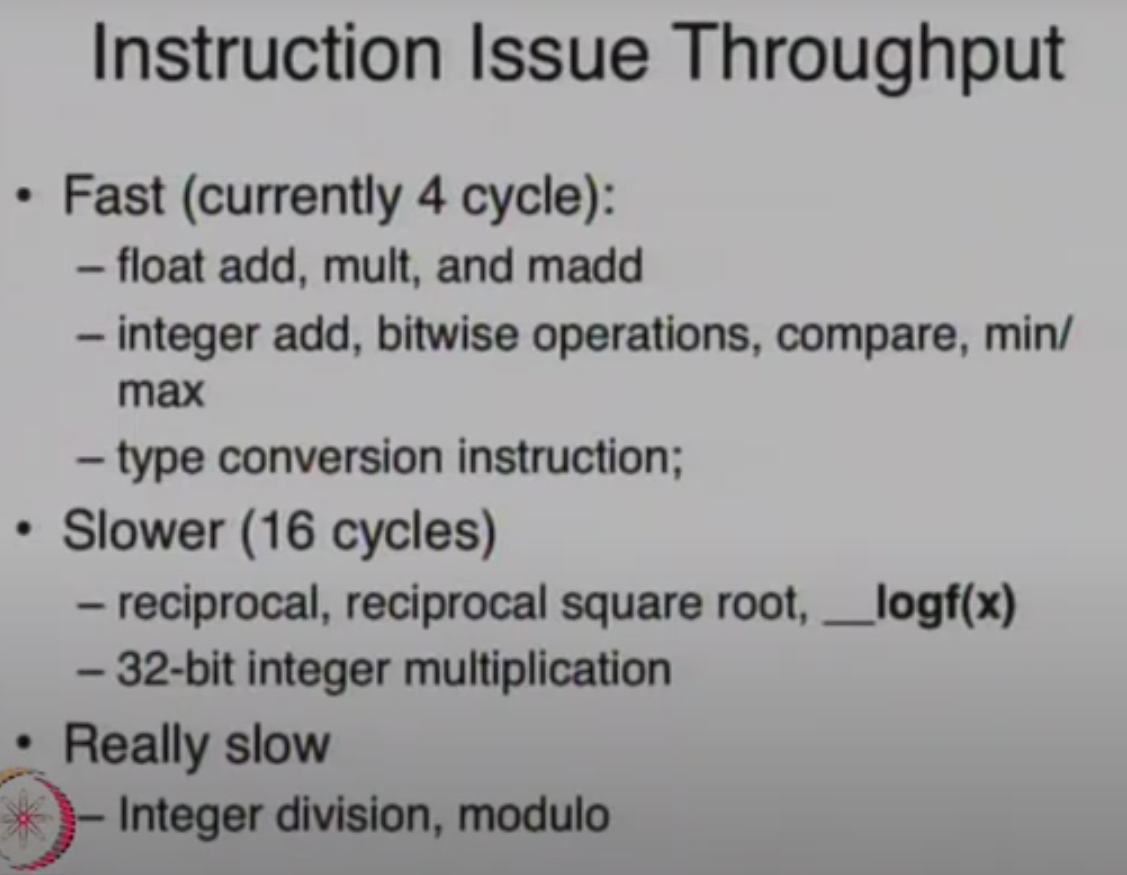 Instruction Issue Throughput
• Fast (currently 4 cycle):
– float add, mult, and madd
– integer add, bitwise operations, compare, min/
max
– type conversion instruction;
• Slower (16 cycles)
– reciprocal, reciprocal square root, __logf(x)
– 32-bit integer multiplication
• Really slow
– Integer division, modulo